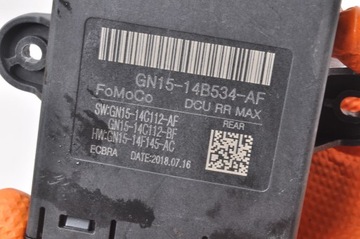 GN15-14B534-AF
FoMoCo DCU RR MAX
SW:GN15-14C112-AF
GN15-14C112-BF
HW:GN15-14F145-AC
REAR
ECBRA DATE:2018.07.16